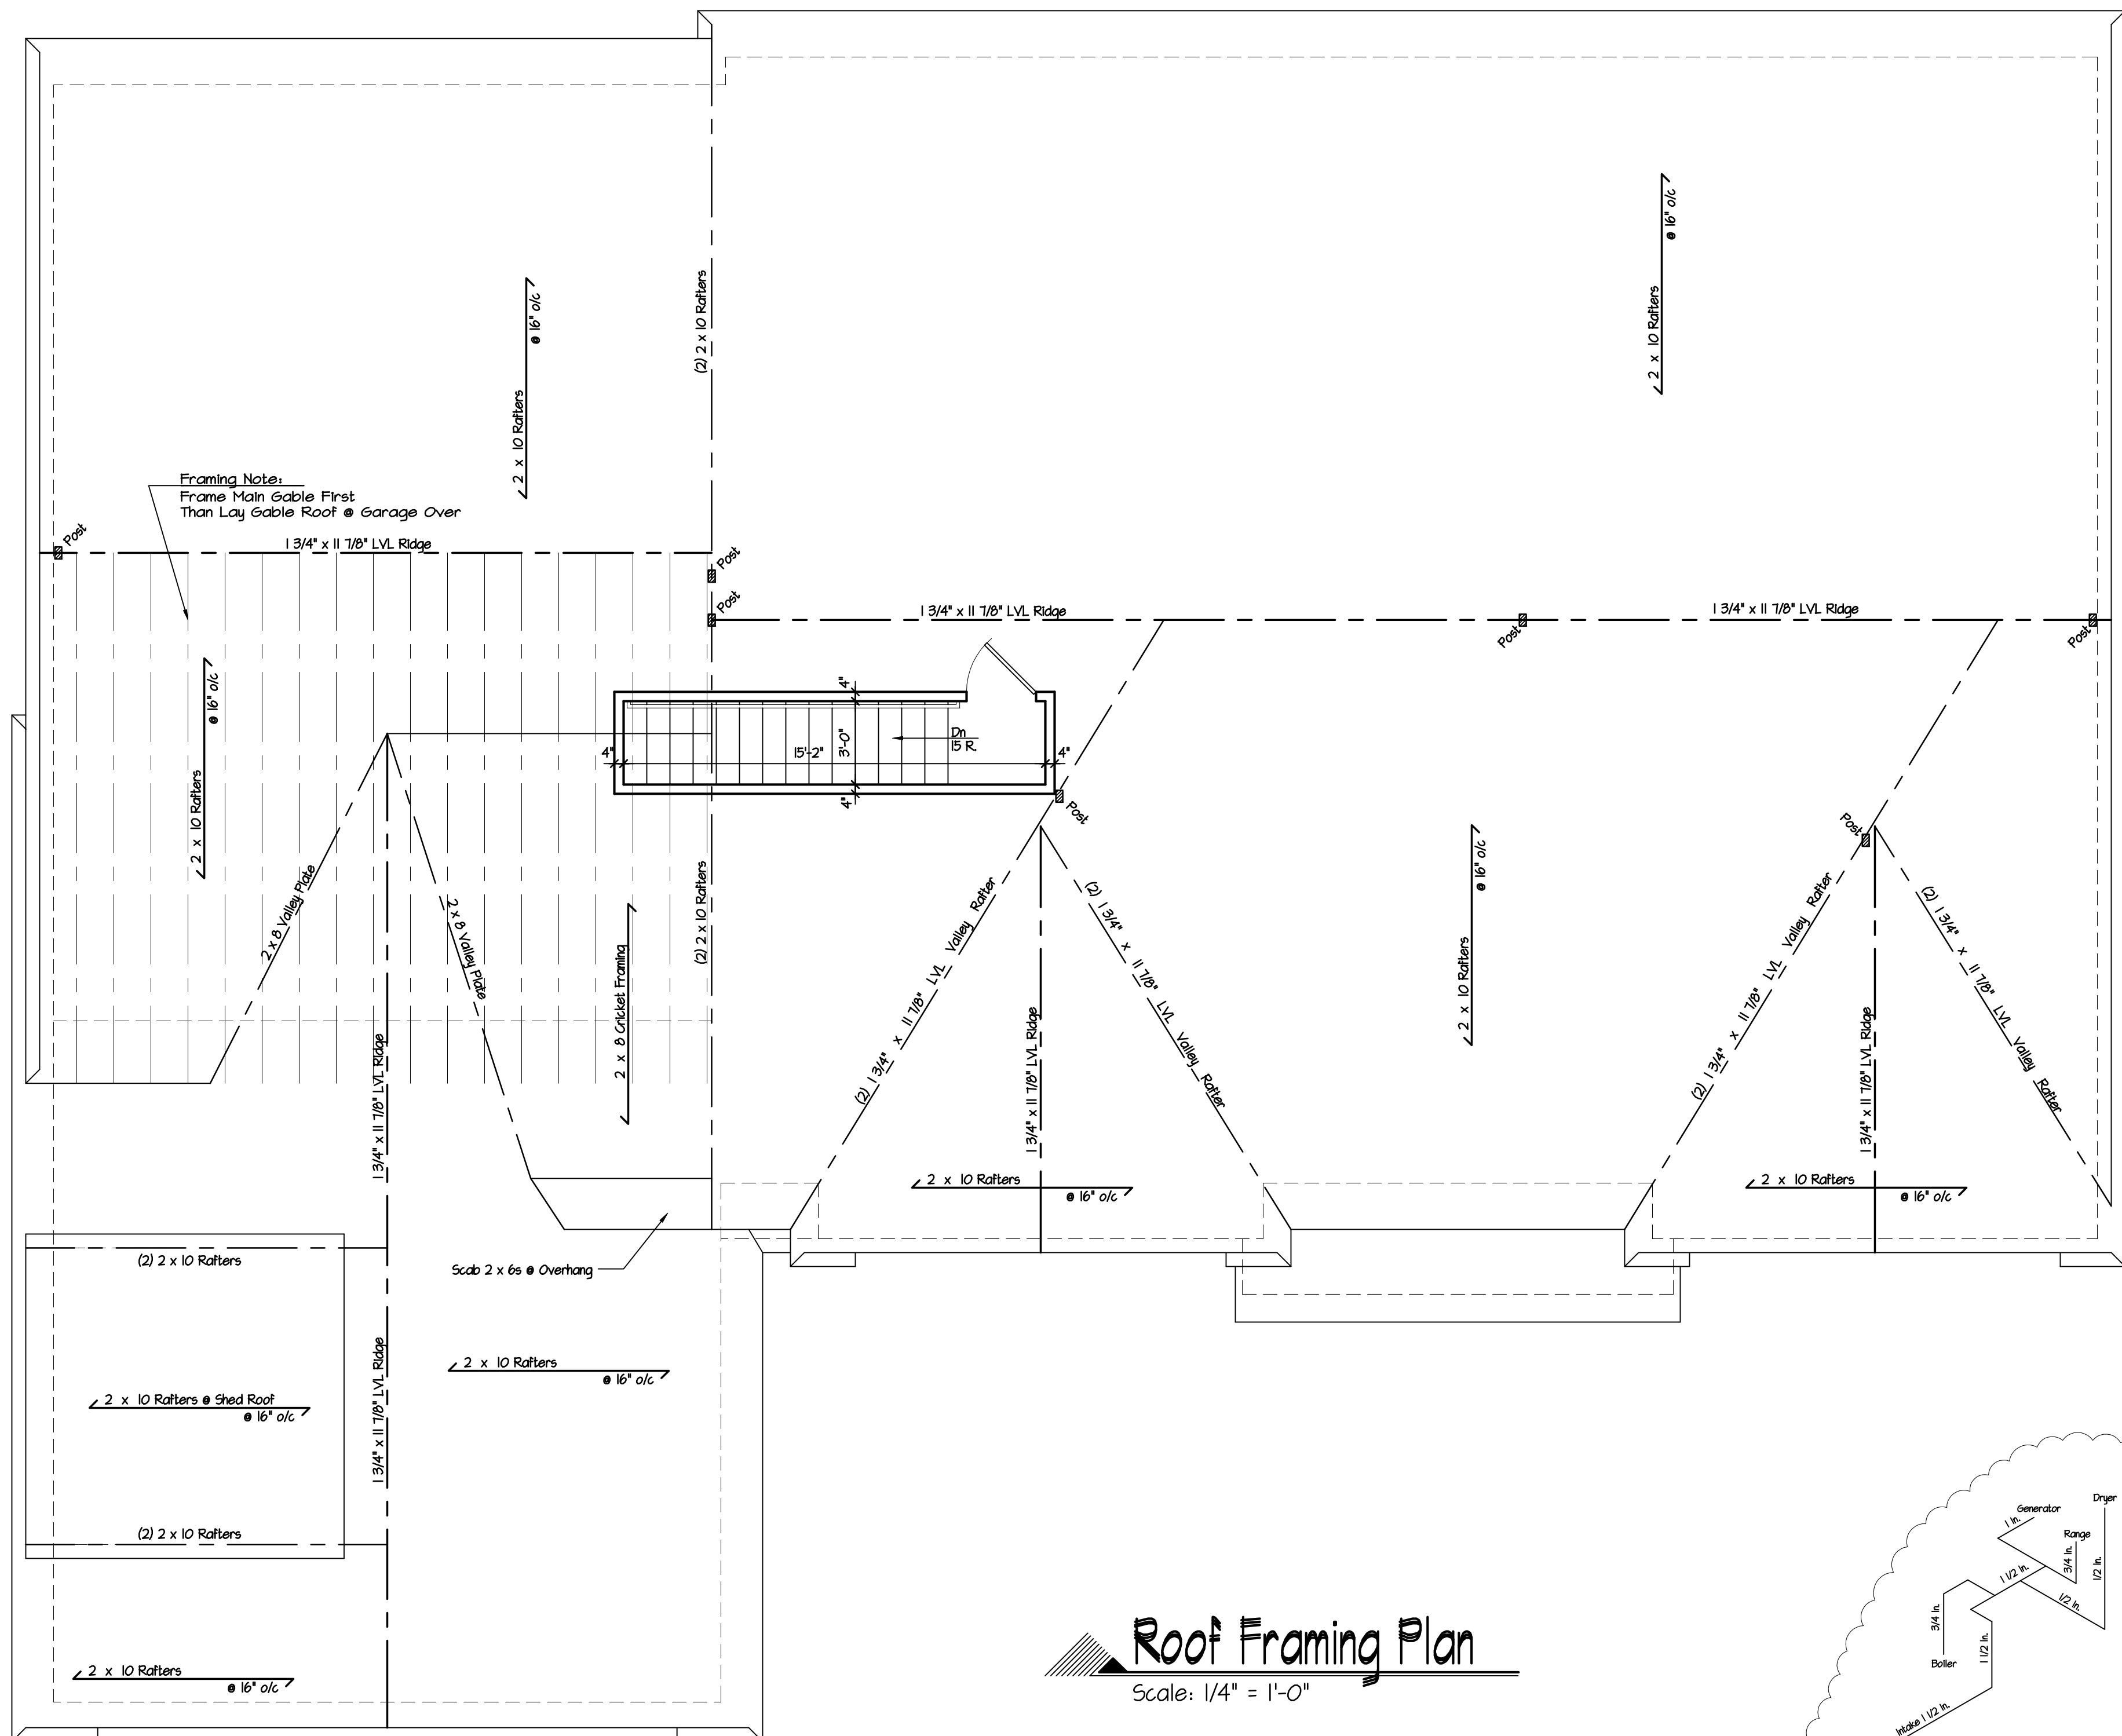 @ 16" o/c
2 x 10 Rafters
@ 16" o/c
2 x 10 Rafters
(2) 2 x 10 Rafters
Framing Note:
Frame Main Gable First
Than Lay Gable Roof @ Garage Over
Post
1 3/4" x 11 7/8" LVL Ridge
Post
Post
1 3/4" x 11 7/8" LVL Ridge
Post
1 3/4" x 11 7/8" LVL Ridge
Post
@ 16" o/c
2 x 10 Rafters
4"
4"
15'-2"
3'-0"
Dn
15 R.
4"
4"
Post
Post
2 x 8 Valley Plate
2 x 8 Valley Plate
2 x 8 Cricket Framing
(2) 2 x 10 Rafters
(2) 1 3/4" x 11 7/8" LVL Valley Rafter
(2) 1 3/4" x 11 7/8" LVL Valley Rafter
@ 16" o/c
2 x 10 Rafters
(2) 1 3/4" x 11 7/8" LVL Valley Rafter
(2) 1 3/4" x 11 7/8" LVL Valley Rafter
1 3/4" x 11 7/8" LVL Ridge
1 3/4" x 11 7/8" LVL Ridge
1 3/4" x 11 7/8" LVL Ridge
2 x 10 Rafters
@ 16" o/c
2 x 10 Rafters
@ 16" o/c
(2) 2 x 10 Rafters
Scab 2 x 6s @ Overhang
1 3/4" x 11 7/8" LVL Ridge
2 x 10 Rafters
@ 16" o/c
2 x 10 Rafters @ Shed Roof
@ 16" o/c
(2) 2 x 10 Rafters
2 x 10 Rafters
@ 16" o/c
Roof Framing Plan
Scale: 1/4" = 1'-0"
Dryer
Generator
1 In.
Range
3/4 In.
1/2 In.
1 1/2 In.
1/2 In.
3/4 In.
1 1/2 In.
Boiler
Intake 1 1/2 In.